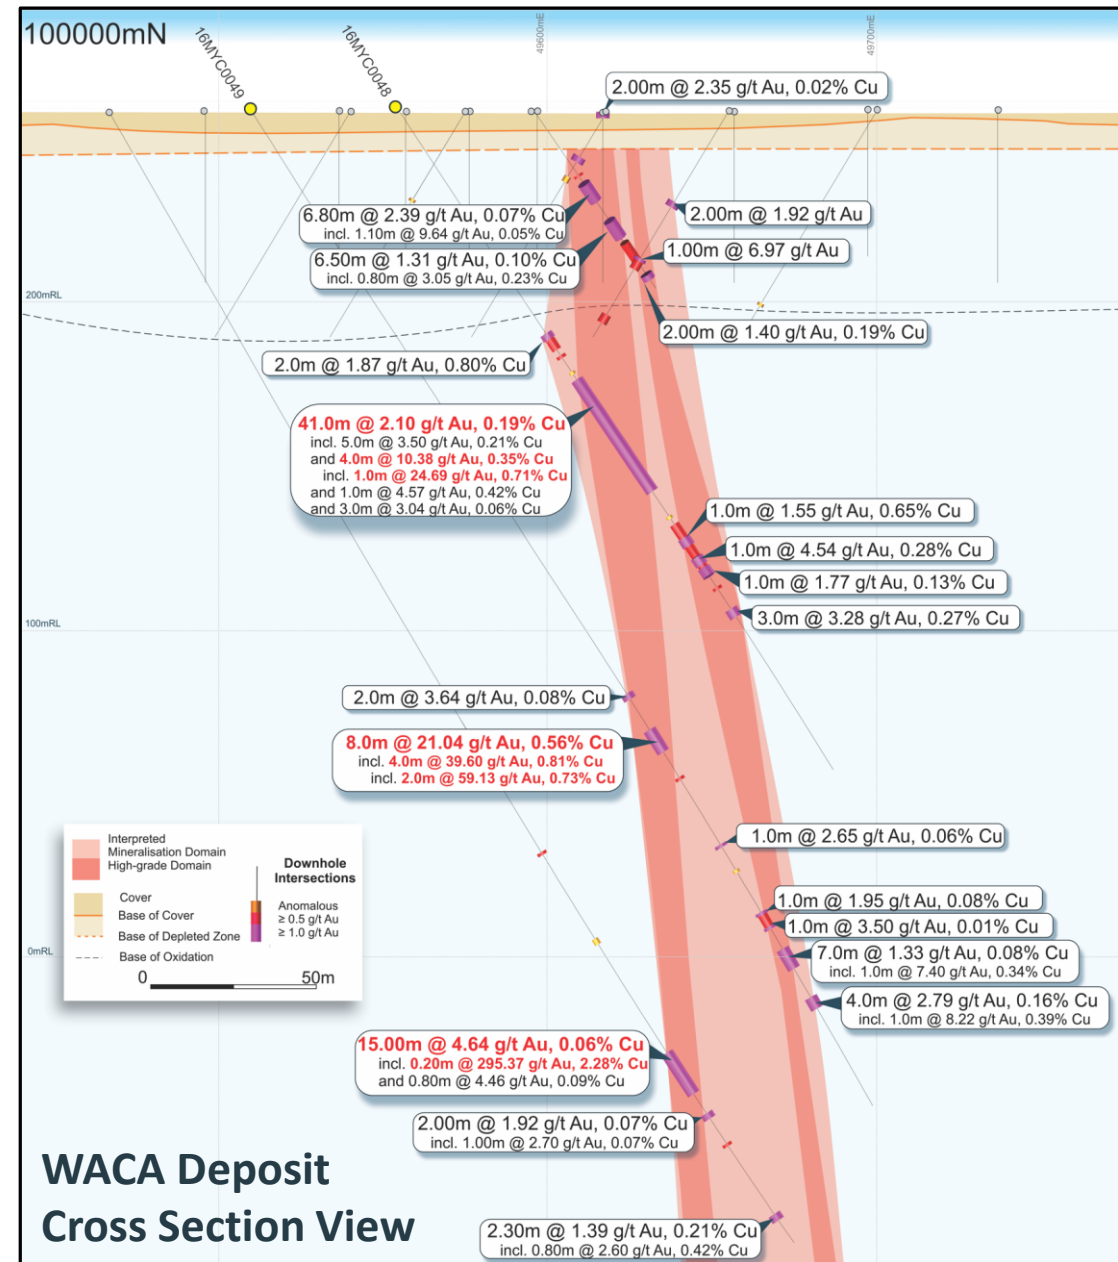 100000mN
16MYC0049
16MYC0048
49600mE
49700mE
2.00m @ 2.35 g/t Au, 0.02% Cu
6.80m @ 2.39 g/t Au, 0.07% Cu
incl. 1.10m @ 9.64 g/t Au, 0.05% Cu
2.00m @ 1.92 g/t Au
6.50m @ 1.31 g/t Au, 0.10% Cu
incl. 0.80m @ 3.05 g/t Au, 0.23% Cu
1.00m @ 6.97 g/t Au
200mRL
2.00m @ 1.40 g/t Au, 0.19% Cu
2.0m @ 1.87 g/t Au, 0.80% Cu
41.0m @ 2.10 g/t Au, 0.19% Cu
incl. 5.0m @ 3.50 g/t Au, 0.21% Cu
and 4.0m @ 10.38 g/t Au, 0.35% Cu
incl. 1.0m @ 24.69 g/t Au, 0.71% Cu
and 1.0m @ 4.57 g/t Au, 0.42% Cu
and 3.0m @ 3.04 g/t Au, 0.06% Cu
1.0m @ 1.55 g/t Au, 0.65% Cu
1.0m @ 4.54 g/t Au, 0.28% Cu
1.0m @ 1.77 g/t Au, 0.13% Cu
3.0m @ 3.28 g/t Au, 0.27% Cu
100mRL
2.0m @ 3.64 g/t Au, 0.08% Cu
8.0m @ 21.04 g/t Au, 0.56% Cu
incl. 4.0m @ 39.60 g/t Au, 0.81% Cu
incl. 2.0m @ 59.13 g/t Au, 0.73% Cu
1.0m @ 2.65 g/t Au, 0.06% Cu
Interpreted
Mineralisation Domain
High-grade Domain
Cover
Base of Cover
Base of Depleted Zone
Base of Oxidation
Downhole
Intersections
Anomalous
≥ 0.5 g/t Au
≥ 1.0 g/t Au
0 50m
1.0m @ 1.95 g/t Au, 0.08% Cu
1.0m @ 3.50 g/t Au, 0.01% Cu
0mRL
7.0m @ 1.33 g/t Au, 0.08% Cu
incl. 1.0m @ 7.40 g/t Au, 0.34% Cu
4.0m @ 2.79 g/t Au, 0.16% Cu
incl. 1.0m @ 8.22 g/t Au, 0.39% Cu
15.00m @ 4.64 g/t Au, 0.06% Cu
incl. 0.20m @ 295.37 g/t Au, 2.28% Cu
and 0.80m @ 4.46 g/t Au, 0.09% Cu
2.00m @ 1.92 g/t Au, 0.07% Cu
incl. 1.00m @ 2.70 g/t Au, 0.07% Cu
2.30m @ 1.39 g/t Au, 0.21% Cu
incl. 0.80m @ 2.60 g/t Au, 0.42% Cu
WACA Deposit
Cross Section View